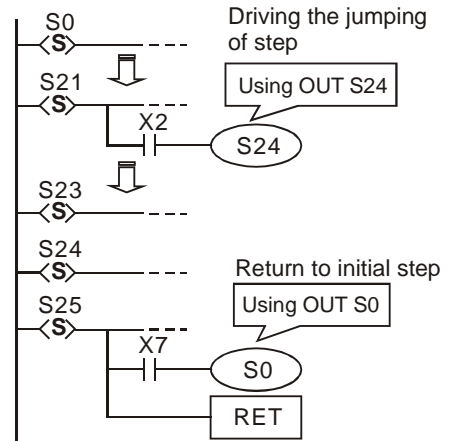 S0
S
Driving the jumping
of step
S21
S
Using OUT S24
X2
S24
S23
S
S24
S
Return to initial step
S25
S
Using OUT S0
X7
S0
RET